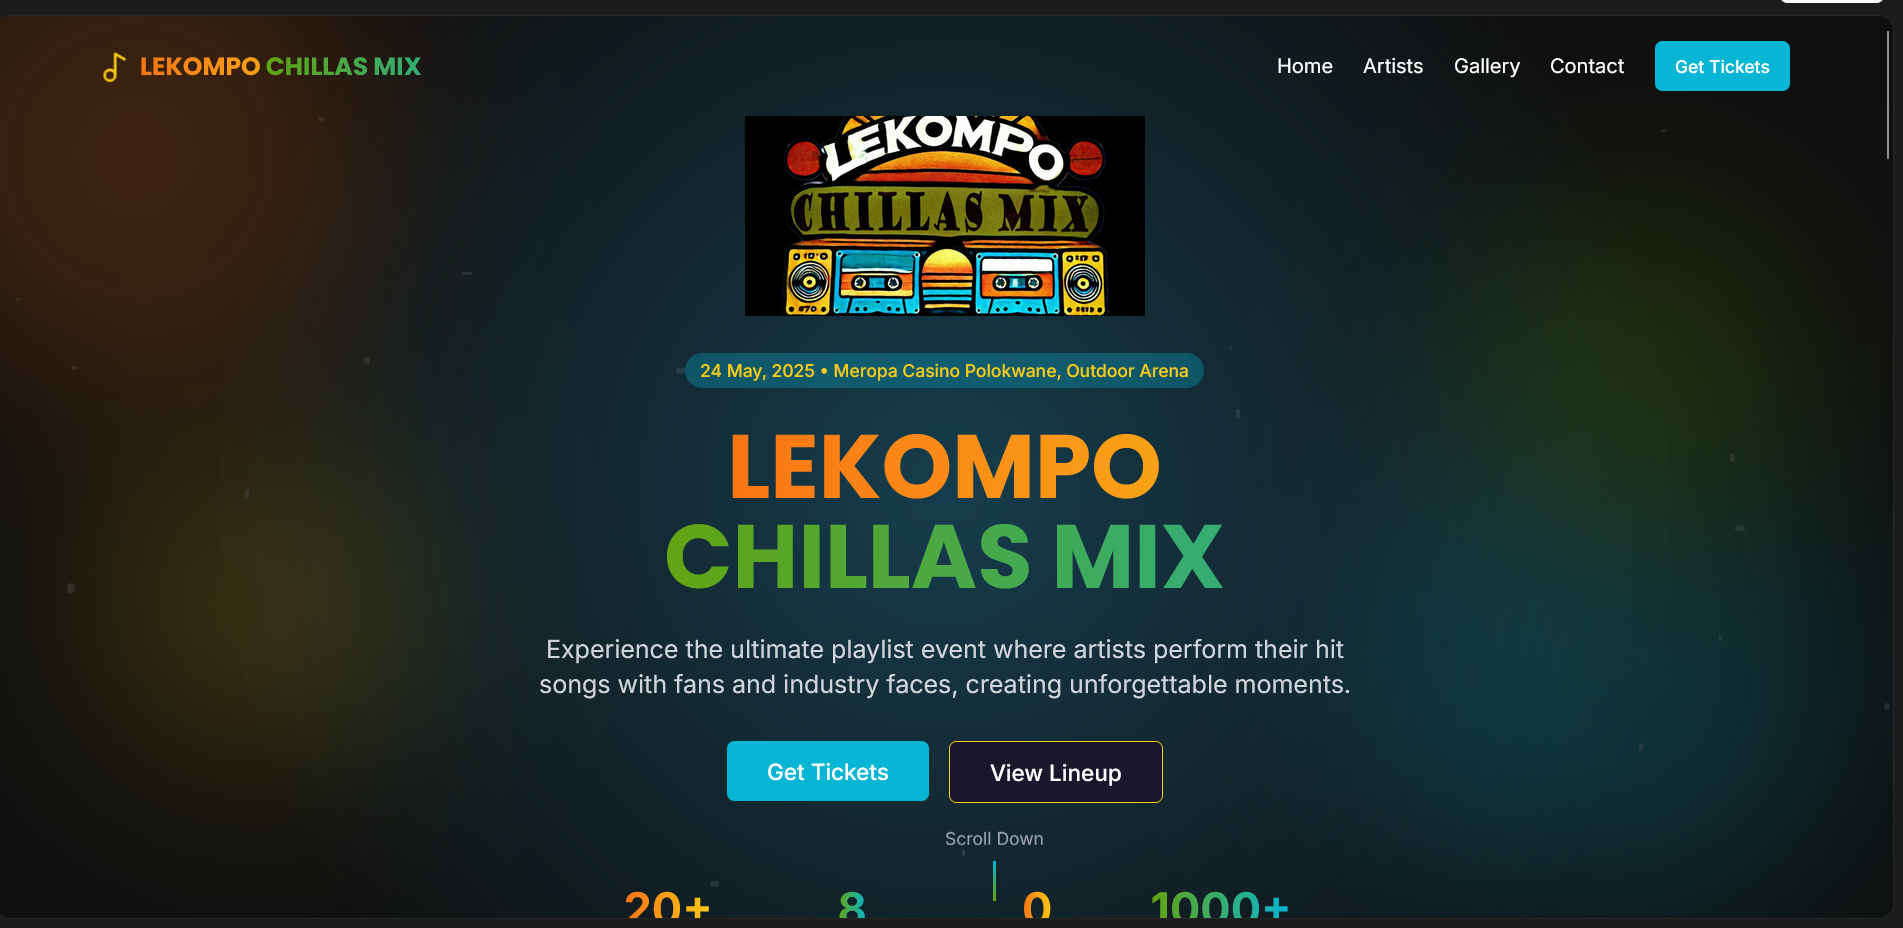 LEKOMPO CHILLAS MIX
Home
Artists
Gallery
Contact
Get Tickets
LEKOMPO
CHILLAS MIX
24 May, 2025 • Meropa Casino Polokwane, Outdoor Arena
LEKOMPO
CHILLAS MIX
Experience the ultimate playlist event where artists perform their hit
songs with fans and industry faces, creating unforgettable moments.
Get Tickets
View Lineup
Scroll Down
20+
8
0
1000+